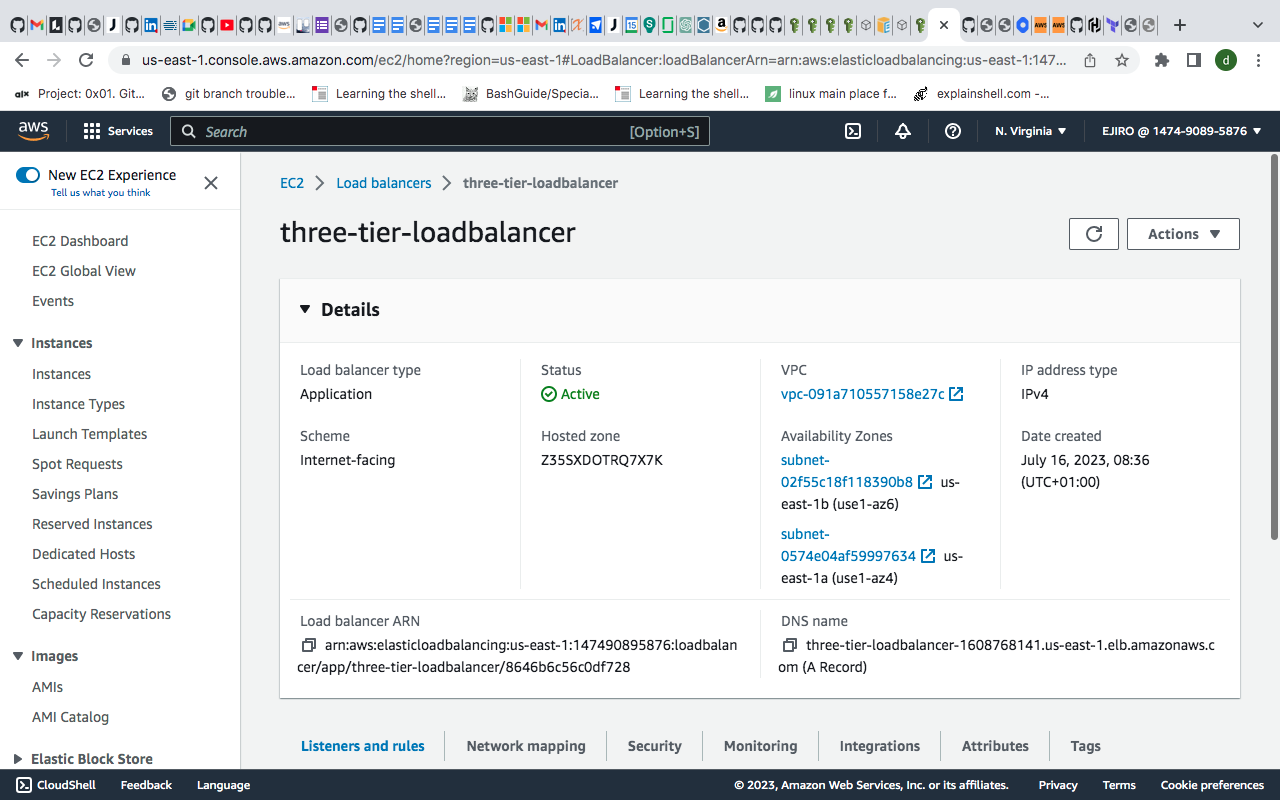 us-east-1.console.aws.amazon.com/ec2/home?region=us-east-1#LoadBalancer:loadBalancerArn=arn:aws:elasticloadbalancing:us-east-1:147...
d
Project: 0x01. Git...
git branch trouble...
Learning the shell...
BashGuide/Specia...
Learning the shell...
linux main place f...
explainshell.com -...
aws
Services
Search
[Option+S]
N. Virginia
EJIRO @ 1474-9089-5876
New EC2 Experience
Tell us what you think
EC2 Dashboard
EC2 Global View
Events
Instances
Instances
Instance Types
Launch Templates
Spot Requests
Savings Plans
Reserved Instances
Dedicated Hosts
Scheduled Instances
Capacity Reservations
Images
AMIs
AMI Catalog
Elastic Block Store
EC2
Load balancers
three-tier-loadbalancer
three-tier-loadbalancer
Actions
Details
Load balancer type
Application
Status
Active
VPC
vpc-091a710557158e27c
IP address type
IPv4
Scheme
Internet-facing
Hosted zone
Z35SXDOTRQ7X7K
Availability Zones
subnet-
02f55c18f118390b8 us-
east-1b (use1-az6)
subnet-
0574e04af59997634 us-
east-1a (use1-az4)
Date created
July 16, 2023, 08:36
(UTC+01:00)
Load balancer ARN
arn:aws:elasticloadbalancing:us-east-1:147490895876:loadbalan
cer/app/three-tier-loadbalancer/8646b6c56c0df728
DNS name
three-tier-loadbalancer-1608768141.us-east-1.elb.amazonaws.c
om (A Record)
Listeners and rules
Network mapping
Security
Monitoring
Integrations
Attributes
Tags
CloudShell
Feedback
Language
© 2023, Amazon Web Services, Inc. or its affiliates.
Privacy
Terms
Cookie preferences